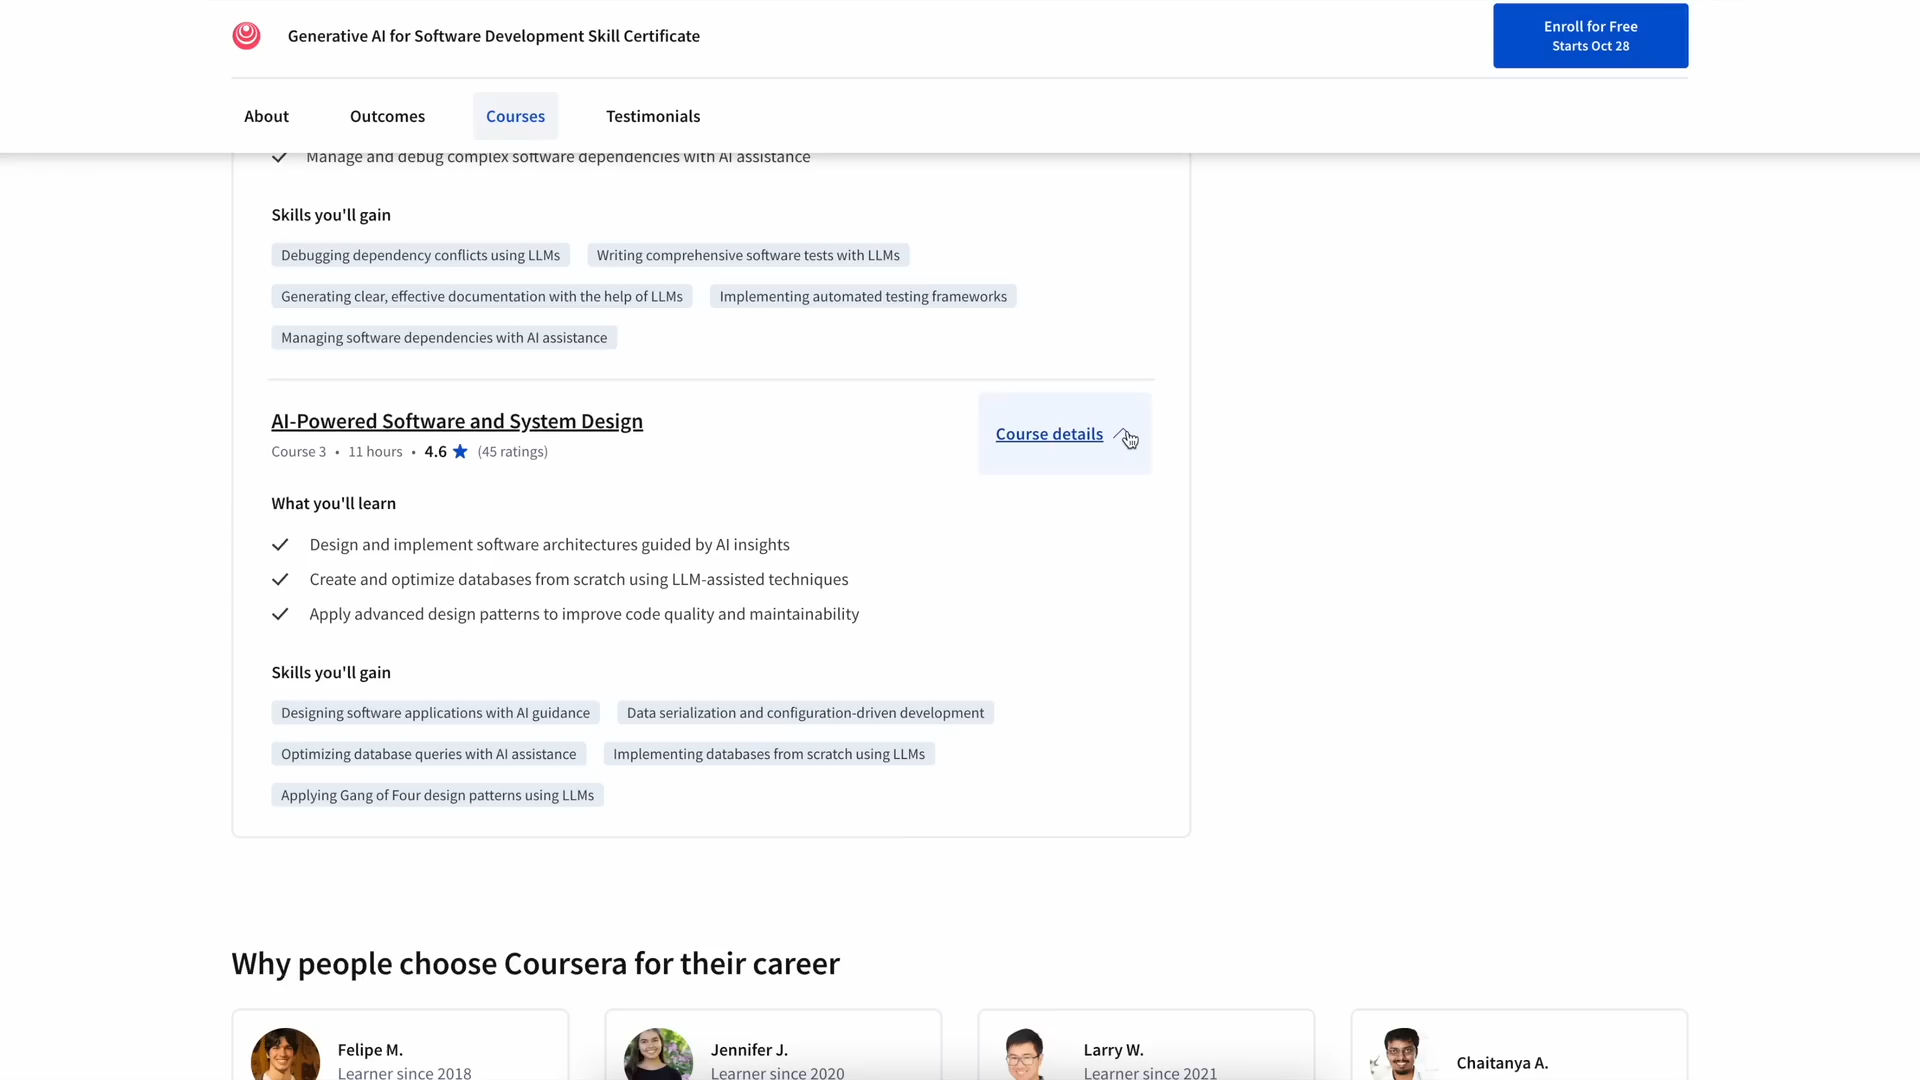 Generative AI for Software Development Skill Certificate
Enroll for Free
Starts Oct 28
About
Outcomes
Courses
Testimonials
Manage and debug complex software dependencies with AI assistance
Skills you'll gain
Debugging dependency conflicts using LLMs
Writing comprehensive software tests with LLMs
Generating clear, effective documentation with the help of LLMs
Implementing automated testing frameworks
Managing software dependencies with AI assistance
AI-Powered Software and System Design
Course details
Course 3 • 11 hours • 4.6 ★ (45 ratings)
What you'll learn
Design and implement software architectures guided by AI insights
Create and optimize databases from scratch using LLM-assisted techniques
Apply advanced design patterns to improve code quality and maintainability
Skills you'll gain
Designing software applications with AI guidance
Data serialization and configuration-driven development
Optimizing database queries with AI assistance
Implementing databases from scratch using LLMs
Applying Gang of Four design patterns using LLMs
Why people choose Coursera for their career
Felipe M.
Learner since 2018
Jennifer J.
Learner since 2020
Larry W.
Learner since 2021
Chaitanya A.